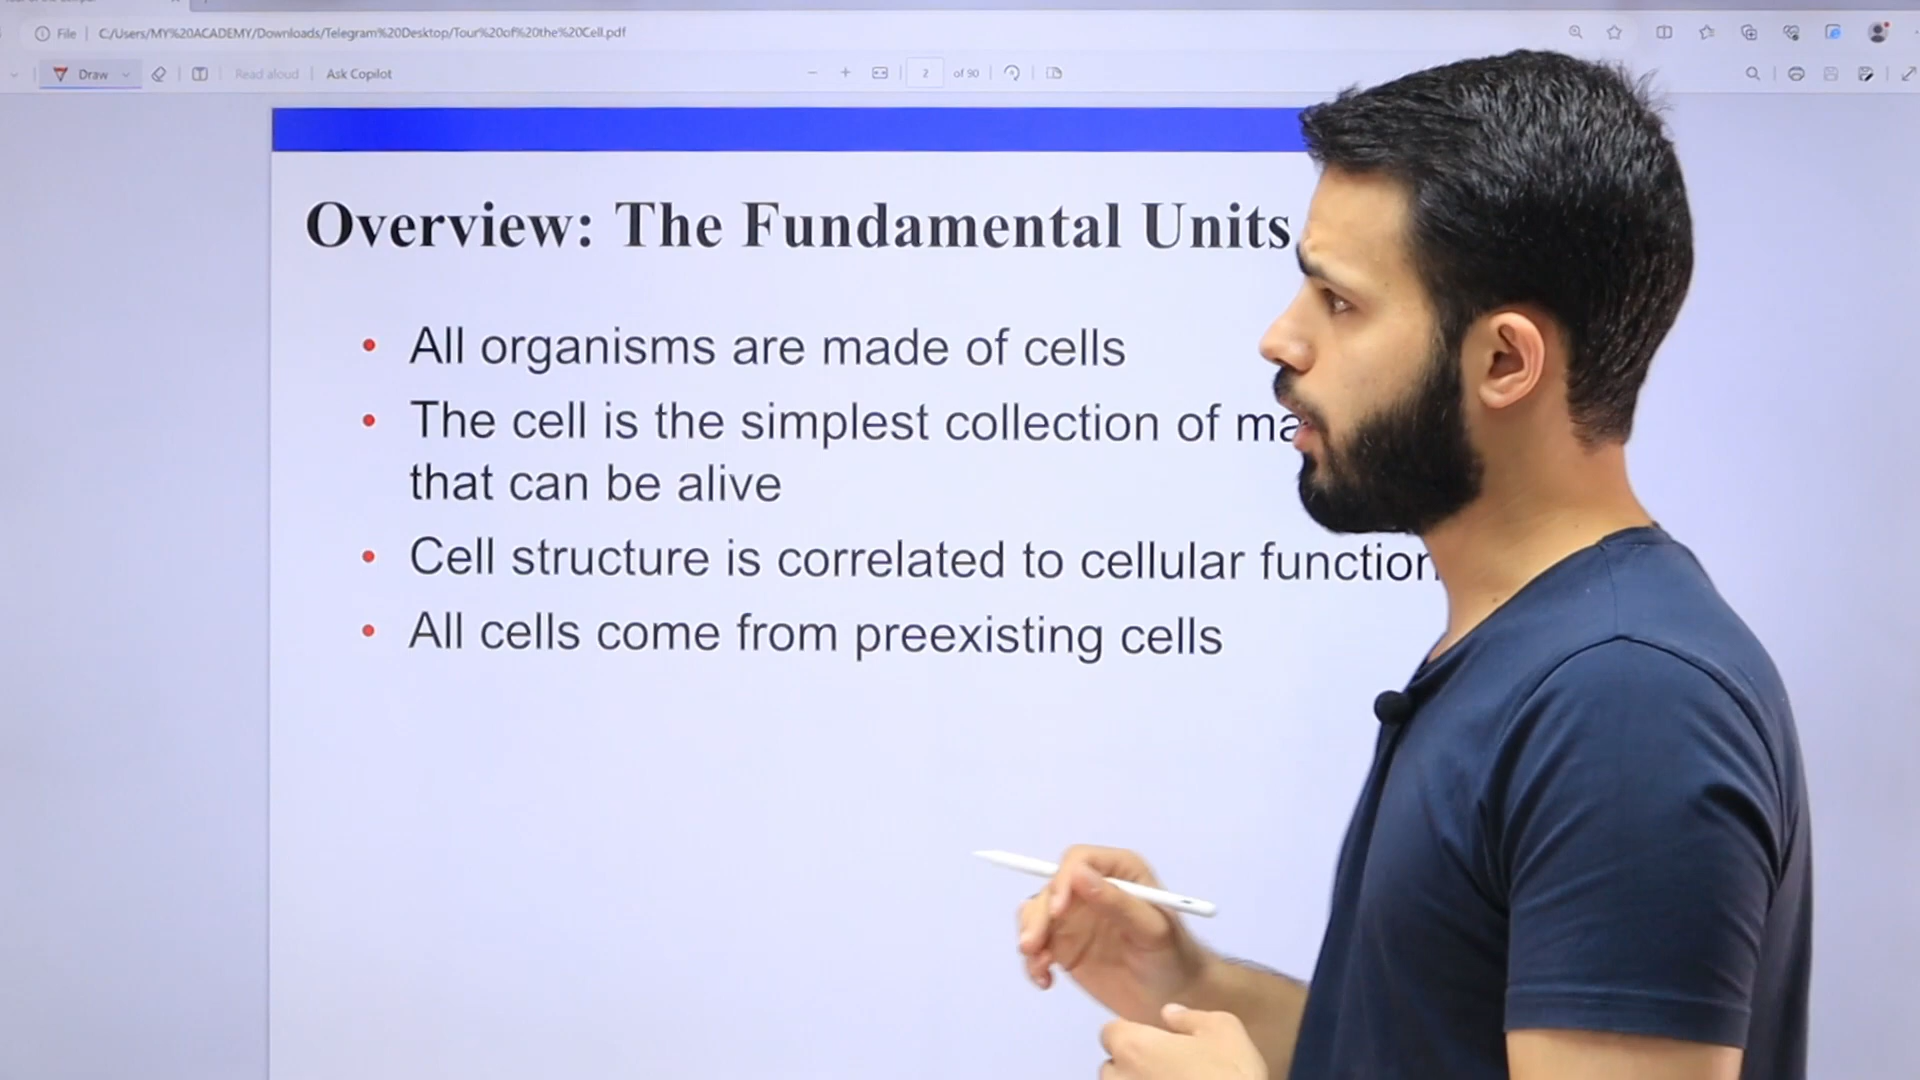 File
C:/Users/MY%20ACADEMY/Downloads/Telegram%20Desktop/Tour%20of%20the%20Cell.pdf
Draw
Read aloud
Ask Copilot
2
of 90
Overview: The Fundamental Units
• All organisms are made of cells
• The cell is the simplest collection of ma
that can be alive
• Cell structure is correlated to cellular function
• All cells come from preexisting cells